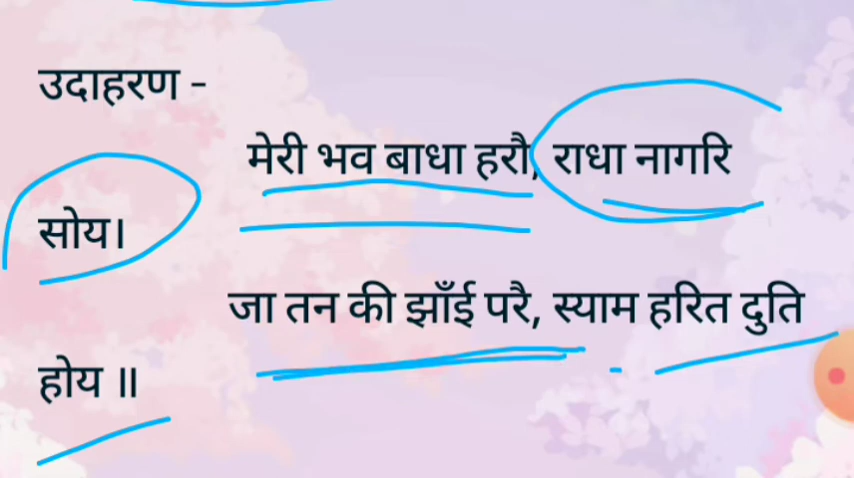 उदाहरण -
मेरी भव बाधा हरौ, राधा नागरि
सोय।
जा तन की झाँई परै, स्याम हरित दुति
होय ॥